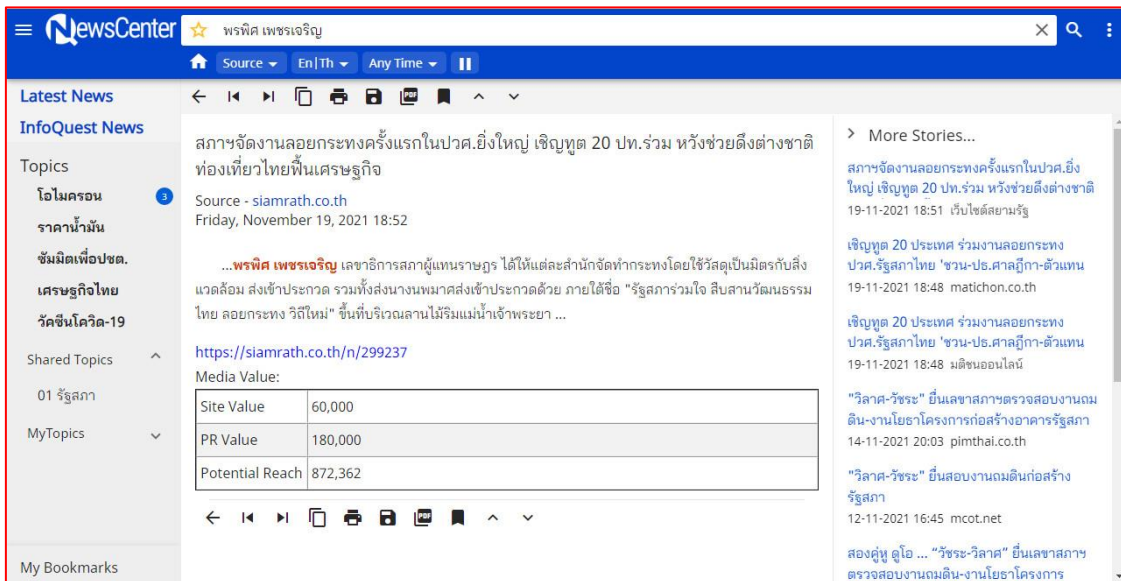 NewsCenter
พรพิศ เพชรเจริญ
Source
En|Th
Any Time
Latest News
InfoQuest News
Topics
โอไมครอน
3
ราคาน้ำมัน
ซัมมิตเพื่อปชต.
เศรษฐกิจไทย
วัคซีนโควิด-19
Shared Topics
01 รัฐสภา
MyTopics
My Bookmarks
PDF
สภาฯจัดงานลอยกระทงครั้งแรกในปวศ.ยิ่งใหญ่ เชิญทูต 20 ปท.ร่วม หวังช่วยดึงต่างชาติ
ท่องเที่ยวไทยฟื้นเศรษฐกิจ
Source - siamrath.co.th
Friday, November 19, 2021 18:52
...พรพิศ เพชรเจริญ เลขาธิการสภาผู้แทนราษฎร ได้ให้แต่ละสำนักจัดทำกระทงโดยใช้วัสดุเป็นมิตรกับสิ่ง
แวดล้อม ส่งเข้าประกวด รวมทั้งส่งนางนพมาศส่งเข้าประกวดด้วย ภายใต้ชื่อ "รัฐสภาร่วมใจ สืบสานวัฒนธรรม
ไทย ลอยกระทง วิถีใหม่" ขึ้นที่บริเวณลานไม้ริมแม่น้ำเจ้าพระยา ...
https://siamrath.co.th/n/299237
Media Value:
Site Value 60,000
PR Value 180,000
Potential Reach 872,362
PDF
More Stories...
สภาฯจัดงานลอยกระทงครั้งแรกในปวศ.ยิ่ง
ใหญ่ เชิญทูต 20 ปท.ร่วม หวังช่วยดึงต่างชาติ
19-11-2021 18:51 เว็บไซต์สยามรัฐ
เชิญทูต 20 ประเทศ ร่วมงานลอยกระทง
ปวศ.รัฐสภาไทย 'ชวน-ปธ.ศาลฎีกา-ตัวแทน
19-11-2021 18:48 matichon.co.th
เชิญทูต 20 ประเทศ ร่วมงานลอยกระทง
ปวศ.รัฐสภาไทย 'ชวน-ปธ.ศาลฎีกา-ตัวแทน
19-11-2021 18:48 มติชนออนไลน์
"วิลาศ-วัชระ" ยื่นเลขาสภาฯตรวจสอบงานถม
ดิน-งานโยธาโครงการก่อสร้างอาคารรัฐสภา
14-11-2021 20:03 pimthai.co.th
"วิลาศ-วัชระ" ยื่นสอบงานถมดินก่อสร้าง
รัฐสภา
12-11-2021 16:45 mcot.net
สองคู่หู ดูโอ ... "วัชระ-วิลาศ" ยื่นเลขาสภาฯ
ตรวจสอบงานถมดิน-งานโยธาโครงการ